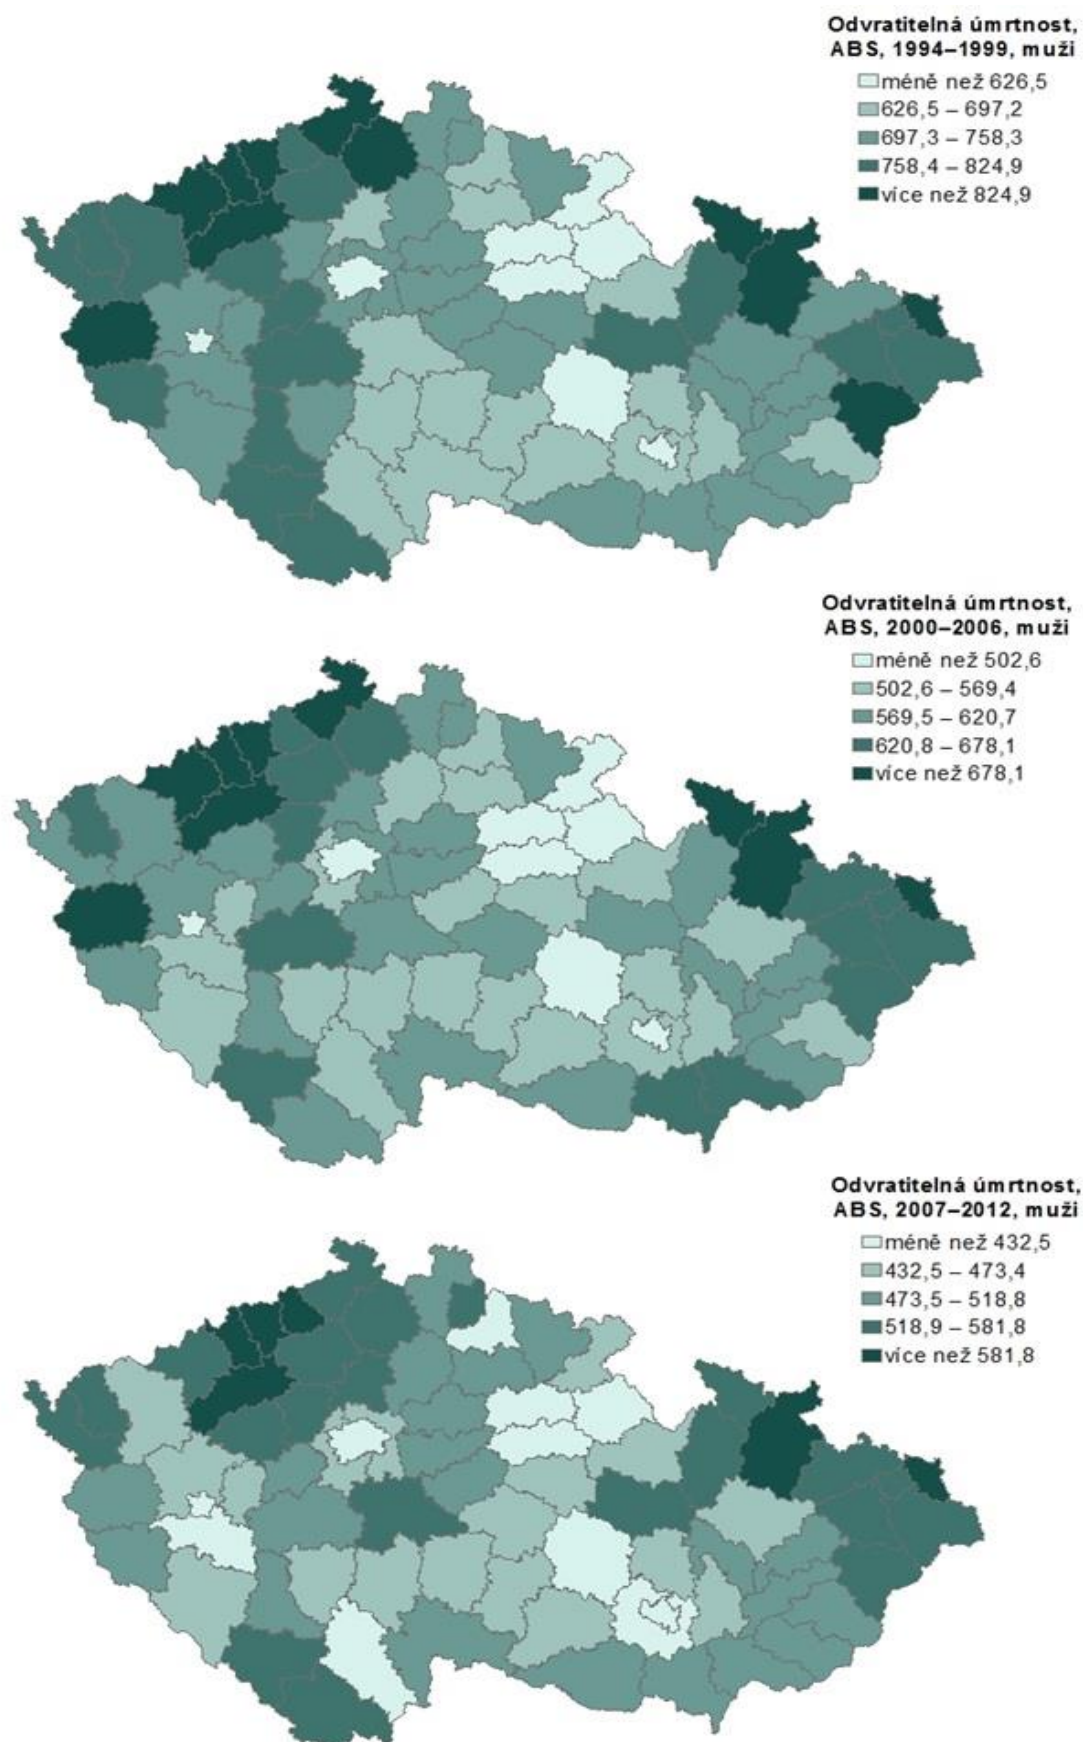 Odvratitelná úmrtnost,
ABS, 1994–1999, muži
méně než 626,5
626,5 – 697,2
697,3 – 758,3
758,4 – 824,9
více než 824,9
Odvratitelná úmrtnost,
ABS, 2000–2006, muži
méně než 502,6
502,6 – 569,4
569,5 – 620,7
620,8 – 678,1
více než 678,1
Odvratitelná úmrtnost,
ABS, 2007–2012, muži
méně než 432,5
432,5 – 473,4
473,5 – 518,8
518,9 – 581,8
více než 581,8